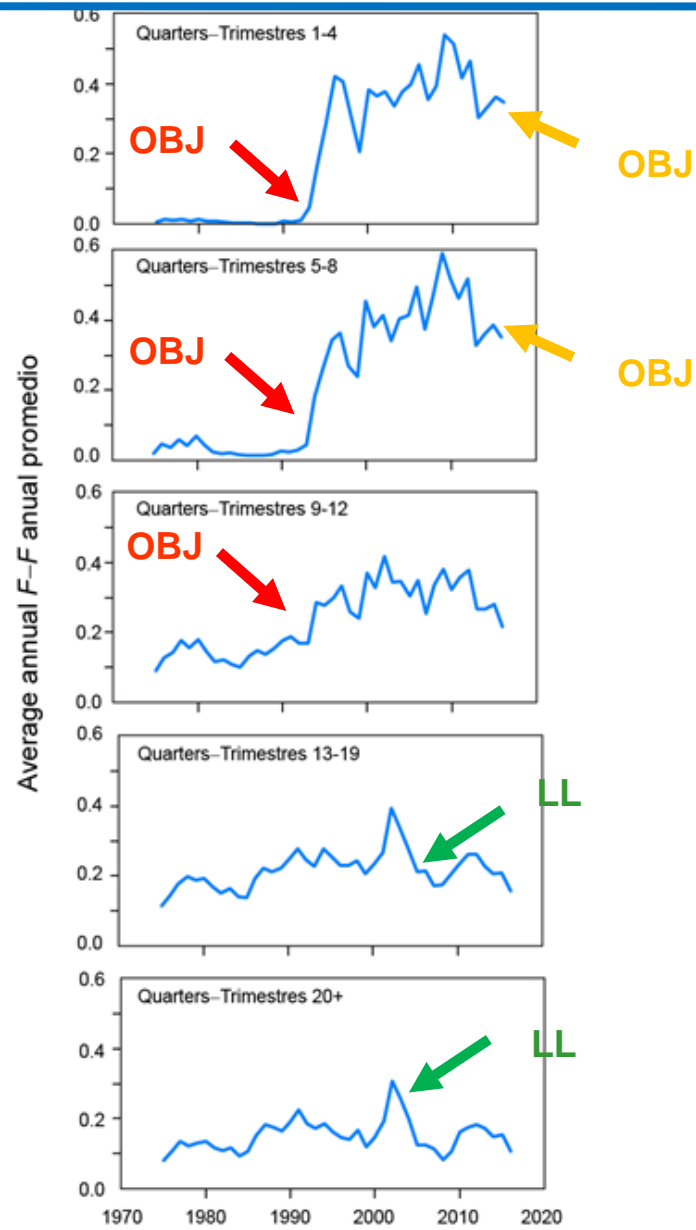 Average annual F–F anual promedio
0.6
Quarters–Trimestres 1-4
0.4
0.2
0.0
OBJ
OBJ
0.6
Quarters–Trimestres 5-8
0.4
0.2
0.0
OBJ
OBJ
0.6
Quarters–Trimestres 9-12
0.4
0.2
0.0
OBJ
0.6
Quarters–Trimestres 13-19
0.4
0.2
0.0
LL
0.6
Quarters–Trimestres 20+
0.4
0.2
0.0
LL
1970 1980 1990 2000 2010 2020